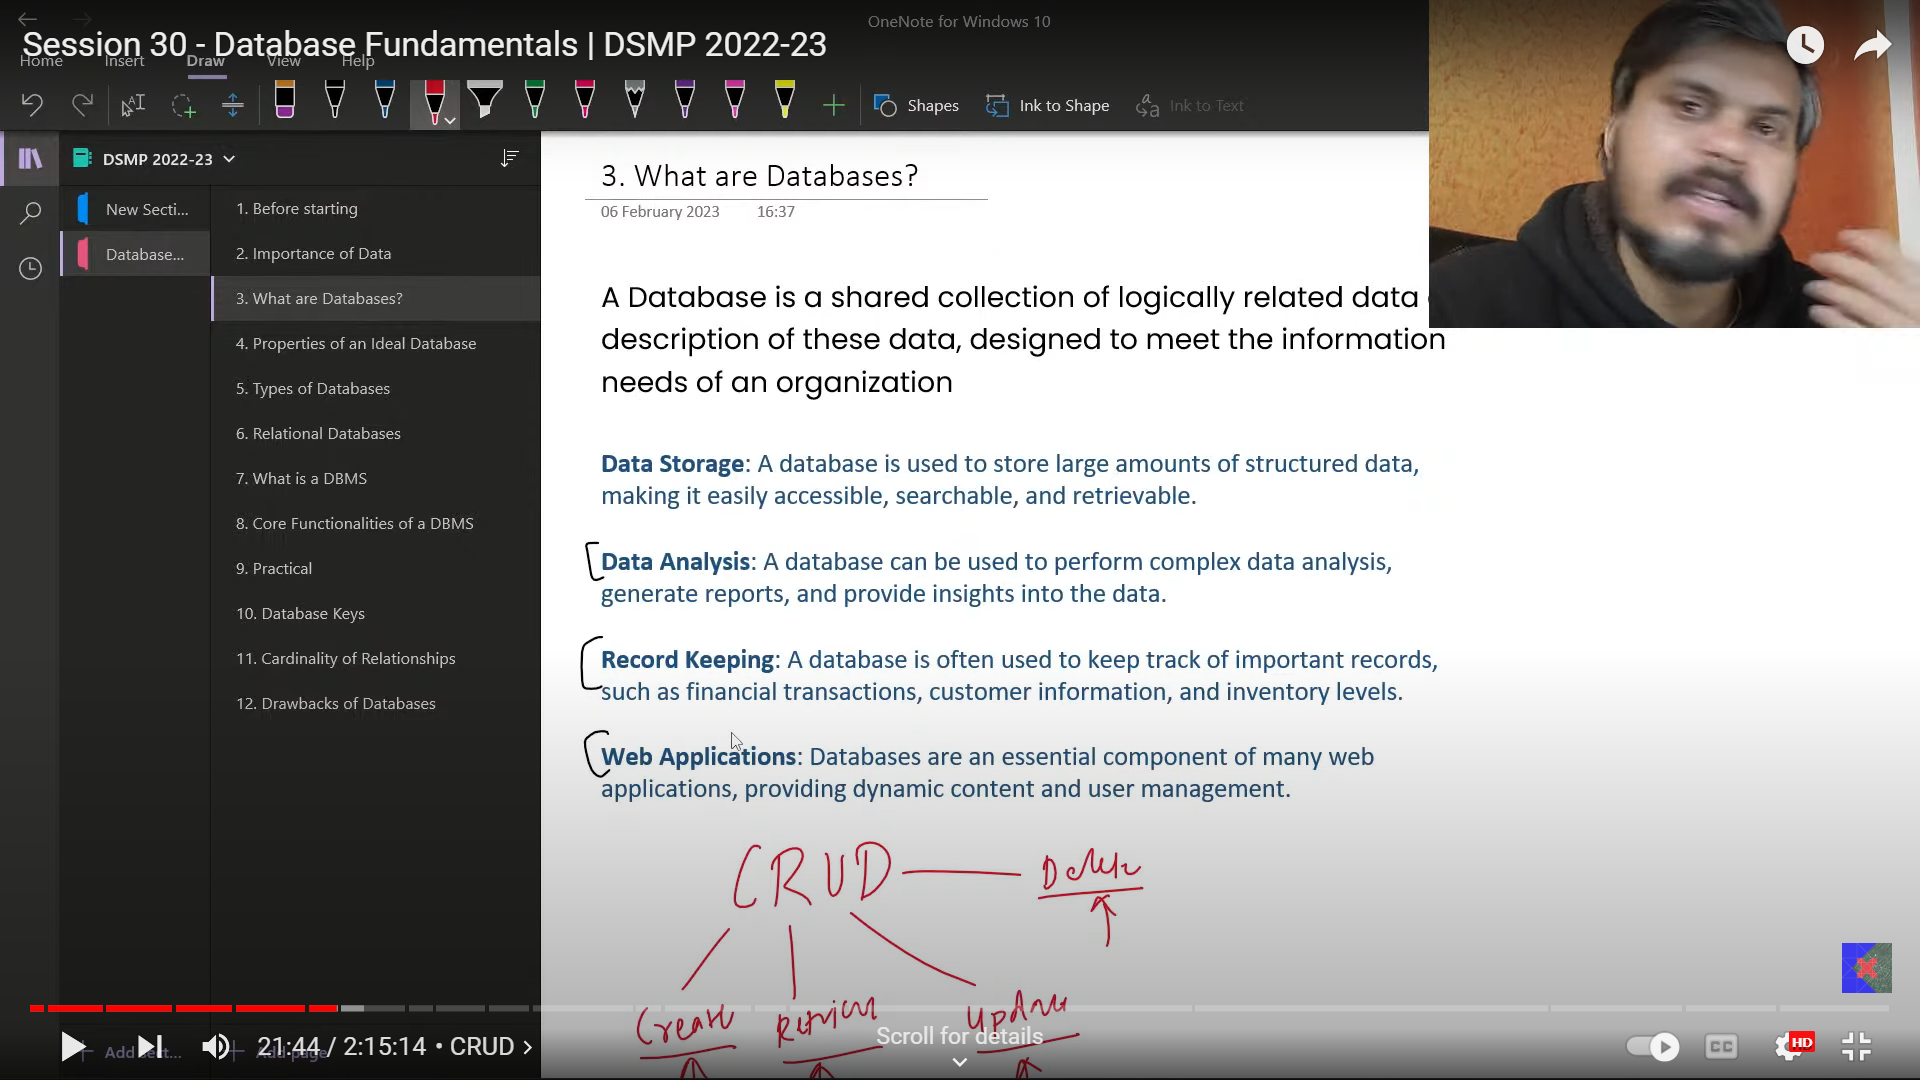 OneNote for Windows 10
Session 30 - Database Fundamentals | DSMP 2022-23
Home Insert Draw View Help
Shapes Ink to Shape Ink to Text
DSMP 2022-23
New Secti...
Database...
1. Before starting
2. Importance of Data
3. What are Databases?
4. Properties of an Ideal Database
5. Types of Databases
6. Relational Databases
7. What is a DBMS
8. Core Functionalities of a DBMS
9. Practical
10. Database Keys
11. Cardinality of Relationships
12. Drawbacks of Databases
3. What are Databases?
06 February 2023 16:37
A Database is a shared collection of logically related data
description of these data, designed to meet the information
needs of an organization
Data Storage: A database is used to store large amounts of structured data,
making it easily accessible, searchable, and retrievable.
Data Analysis: A database can be used to perform complex data analysis,
generate reports, and provide insights into the data.
Record Keeping: A database is often used to keep track of important records,
such as financial transactions, customer information, and inventory levels.
Web Applications: Databases are an essential component of many web
applications, providing dynamic content and user management.
CRUD Delete
Create Retrieve Update
Scroll for details
Add sect... Add page
21:44 / 2:15:14 • CRUD
CC HD